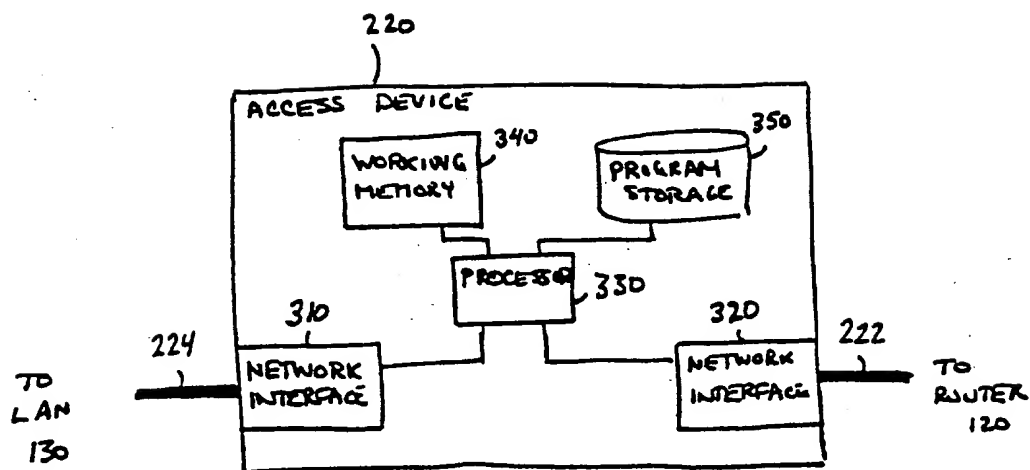 220
ACCESS DEVICE
340
350
WORKING
MEMORY
PROGRAM
STORAGE
PROCESSOR
330
310
320
224
222
NETWORK
INTERFACE
NETWORK
INTERFACE
TO
LAN
130
TO
ROUTER
120